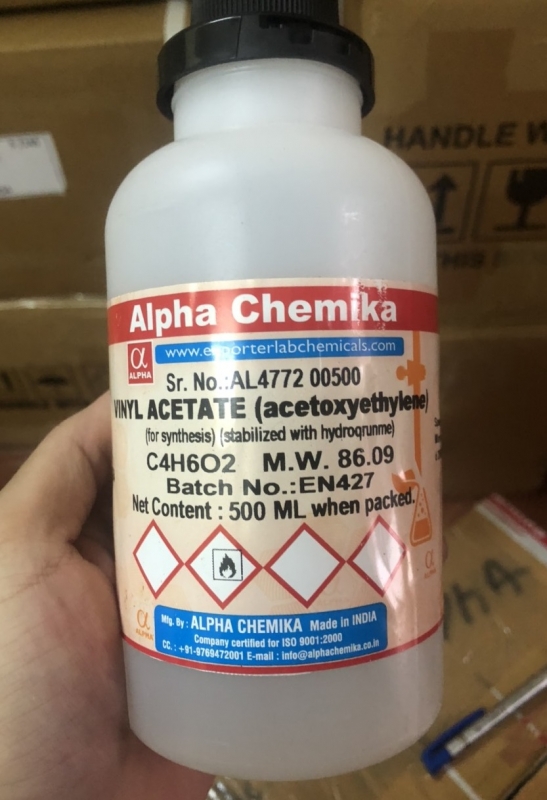 HANDLE
Alpha Chemika
α
ALPHA
www.exporterlabchemicals.com
Sr. No.:AL4772 00500
VINYL ACETATE (acetoxyethylene)
(for synthesis) (stabilized with hydroqrunme)
C4H6O2 M.W. 86.09
Batch No.:EN427
Net Content : 500 ML when packed.
α
ALPHA
α
Mfg. By : ALPHA CHEMIKA Made in INDIA
Company certified for ISO 9001:2000
CC. : +91-9769472001 E-mail : info@alphachemika.co.in